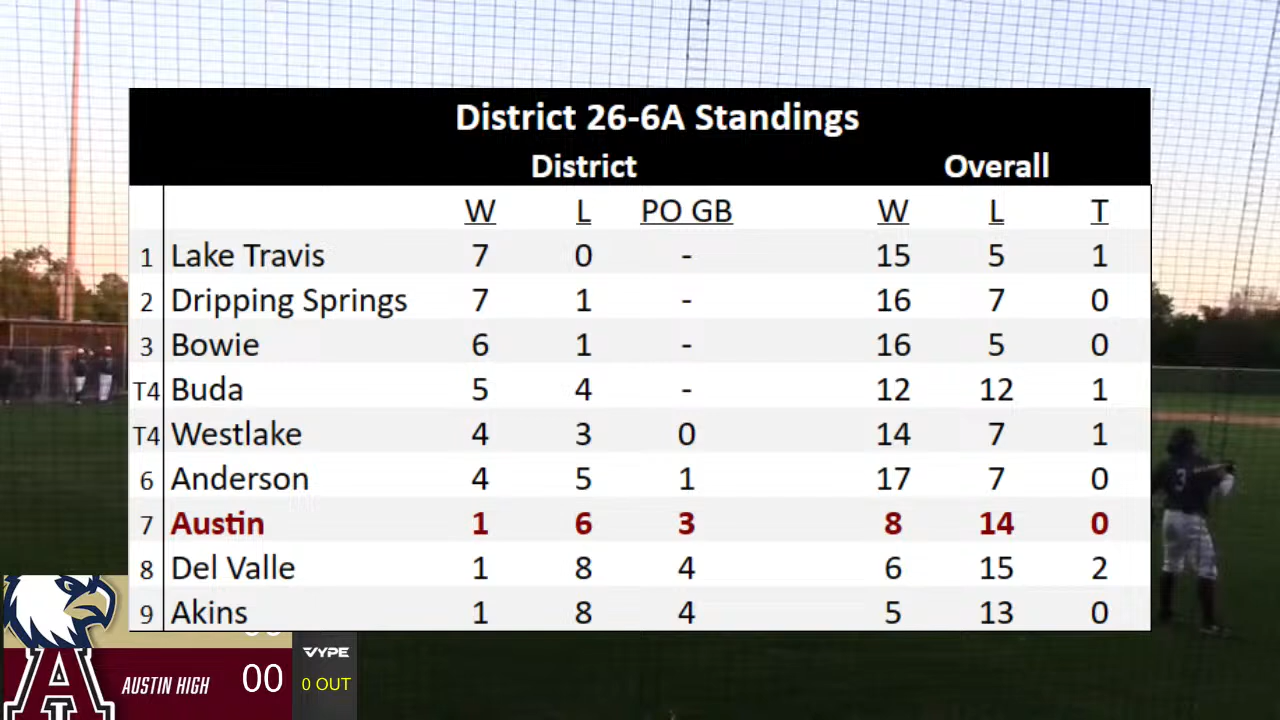 District 26-6A Standings
District Overall
W L PO GB W L T
1 Lake Travis 7 0 - 15 5 1
2 Dripping Springs 7 1 - 16 7 0
3 Bowie 6 1 - 16 5 0
T4 Buda 5 4 - 12 12 1
T4 Westlake 4 3 0 14 7 1
6 Anderson 4 5 1 17 7 0
7 Austin 1 6 3 8 14 0
8 Del Valle 1 8 4 6 15 2
9 Akins 1 8 4 5 13 0
3
VYPE
A AUSTIN HIGH 00 0 OUT